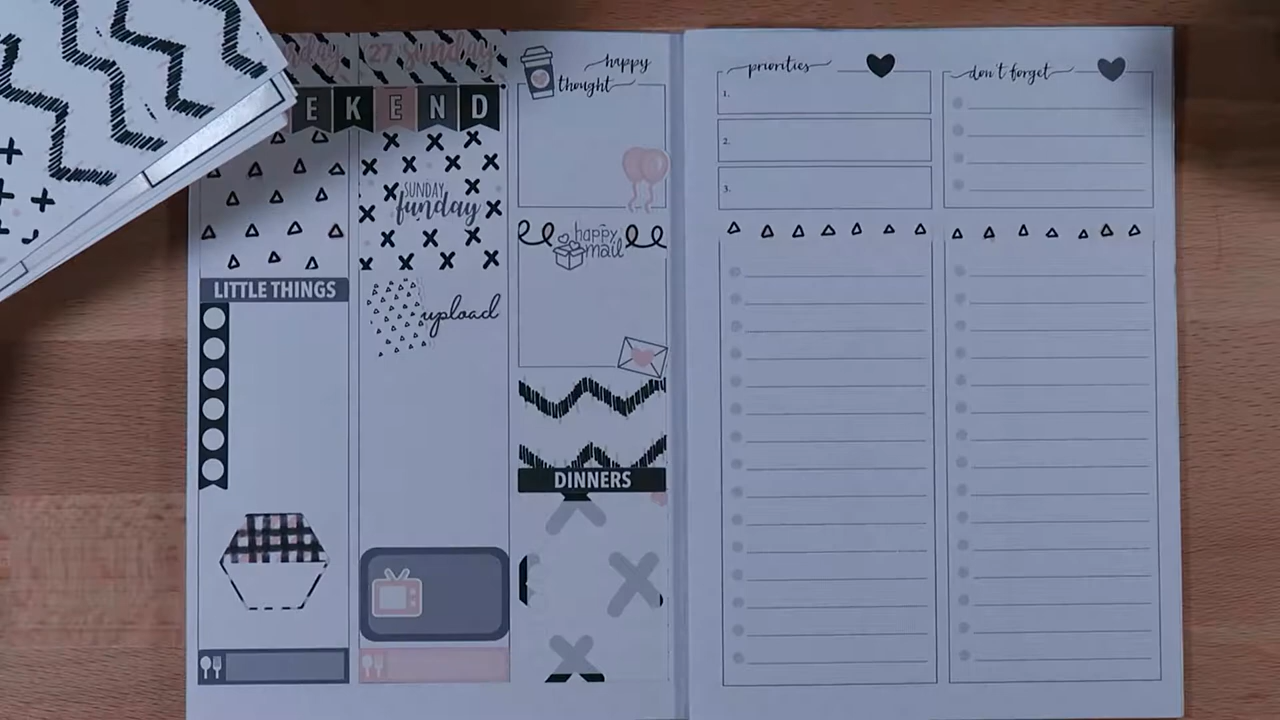 27 sunday
EKEND
SUNDAY
funday
LITTLE THINGS
upload
happy
thought
happy
mail
DINNERS
priorities
1.
2.
3.
don't forget